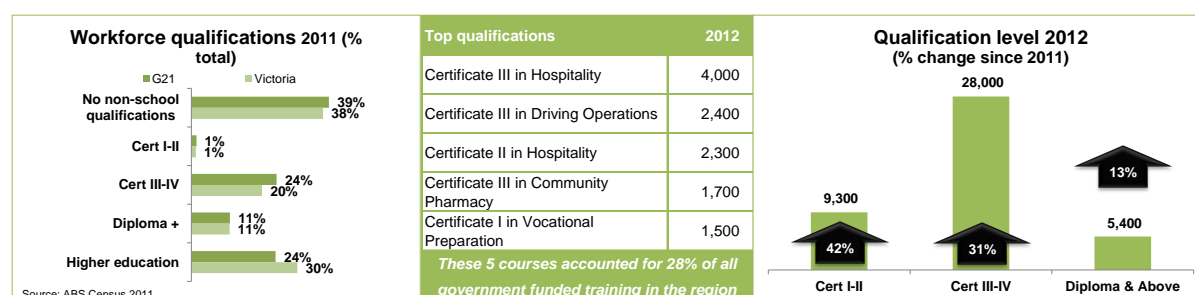 Workforce qualifications 2011 (%
total)
G21 Victoria
No non-school
qualifications
39%
38%
Cert I-II
1%
1%
Cert III-IV
24%
20%
Diploma +
11%
11%
Higher education
24%
30%
Source: ABS Census 2011
Top qualifications 2012
Certificate III in Hospitality 4,000
Certificate III in Driving Operations 2,400
Certificate II in Hospitality 2,300
Certificate III in Community
Pharmacy 1,700
Certificate I in Vocational
Preparation 1,500
These 5 courses accounted for 28% of all
government funded training in the region
Qualification level 2012
(% change since 2011)
28,000
13%
9,300
5,400
42% 31%
Cert I-II Cert III-IV Diploma & Above